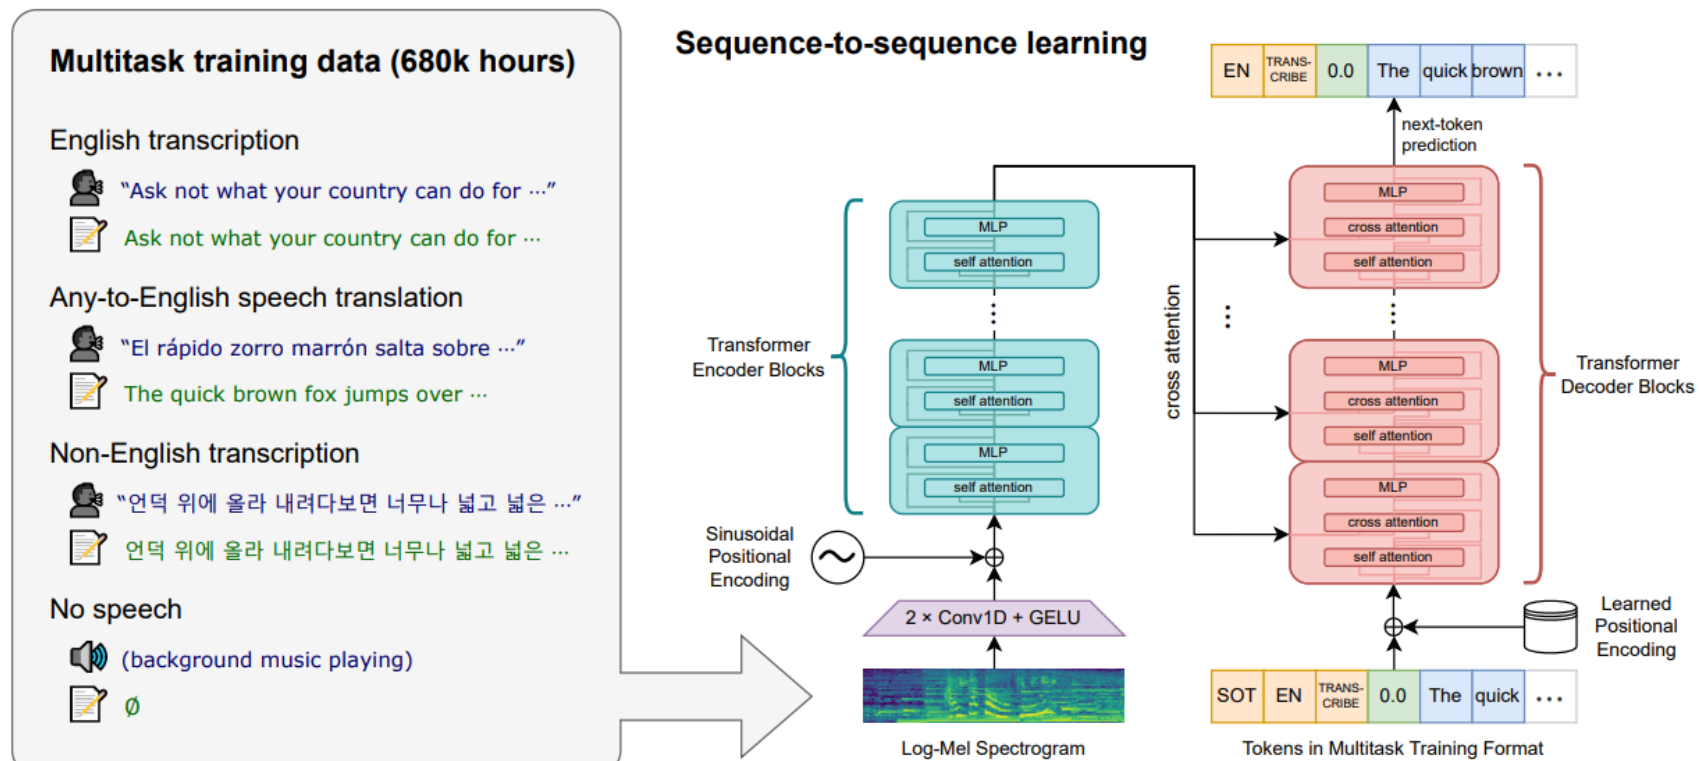 Multitask training data (680k hours)
English transcription
“Ask not what your country can do for ···”
Ask not what your country can do for ···
Any-to-English speech translation
“El rápido zorro marrón salta sobre ···”
The quick brown fox jumps over ···
Non-English transcription
“언덕 위에 올라 내려다보면 너무나 넓고 넓은 ···”
언덕 위에 올라 내려다보면 너무나 넓고 넓은 ···
No speech
(background music playing)
Ø
Sequence-to-sequence learning
EN TRANS-CRIBE 0.0 The quick brown ···
next-token
prediction
MLP
cross attention
self attention
⋮
MLP
cross attention
self attention
MLP
cross attention
self attention
Transformer
Decoder Blocks
MLP
self attention
⋮
MLP
self attention
MLP
self attention
Transformer
Encoder Blocks
cross attention
⋮
Sinusoidal
Positional
Encoding
2 × Conv1D + GELU
Log-Mel Spectrogram
Learned
Positional
Encoding
SOT EN TRANS-CRIBE 0.0 The quick ···
Tokens in Multitask Training Format